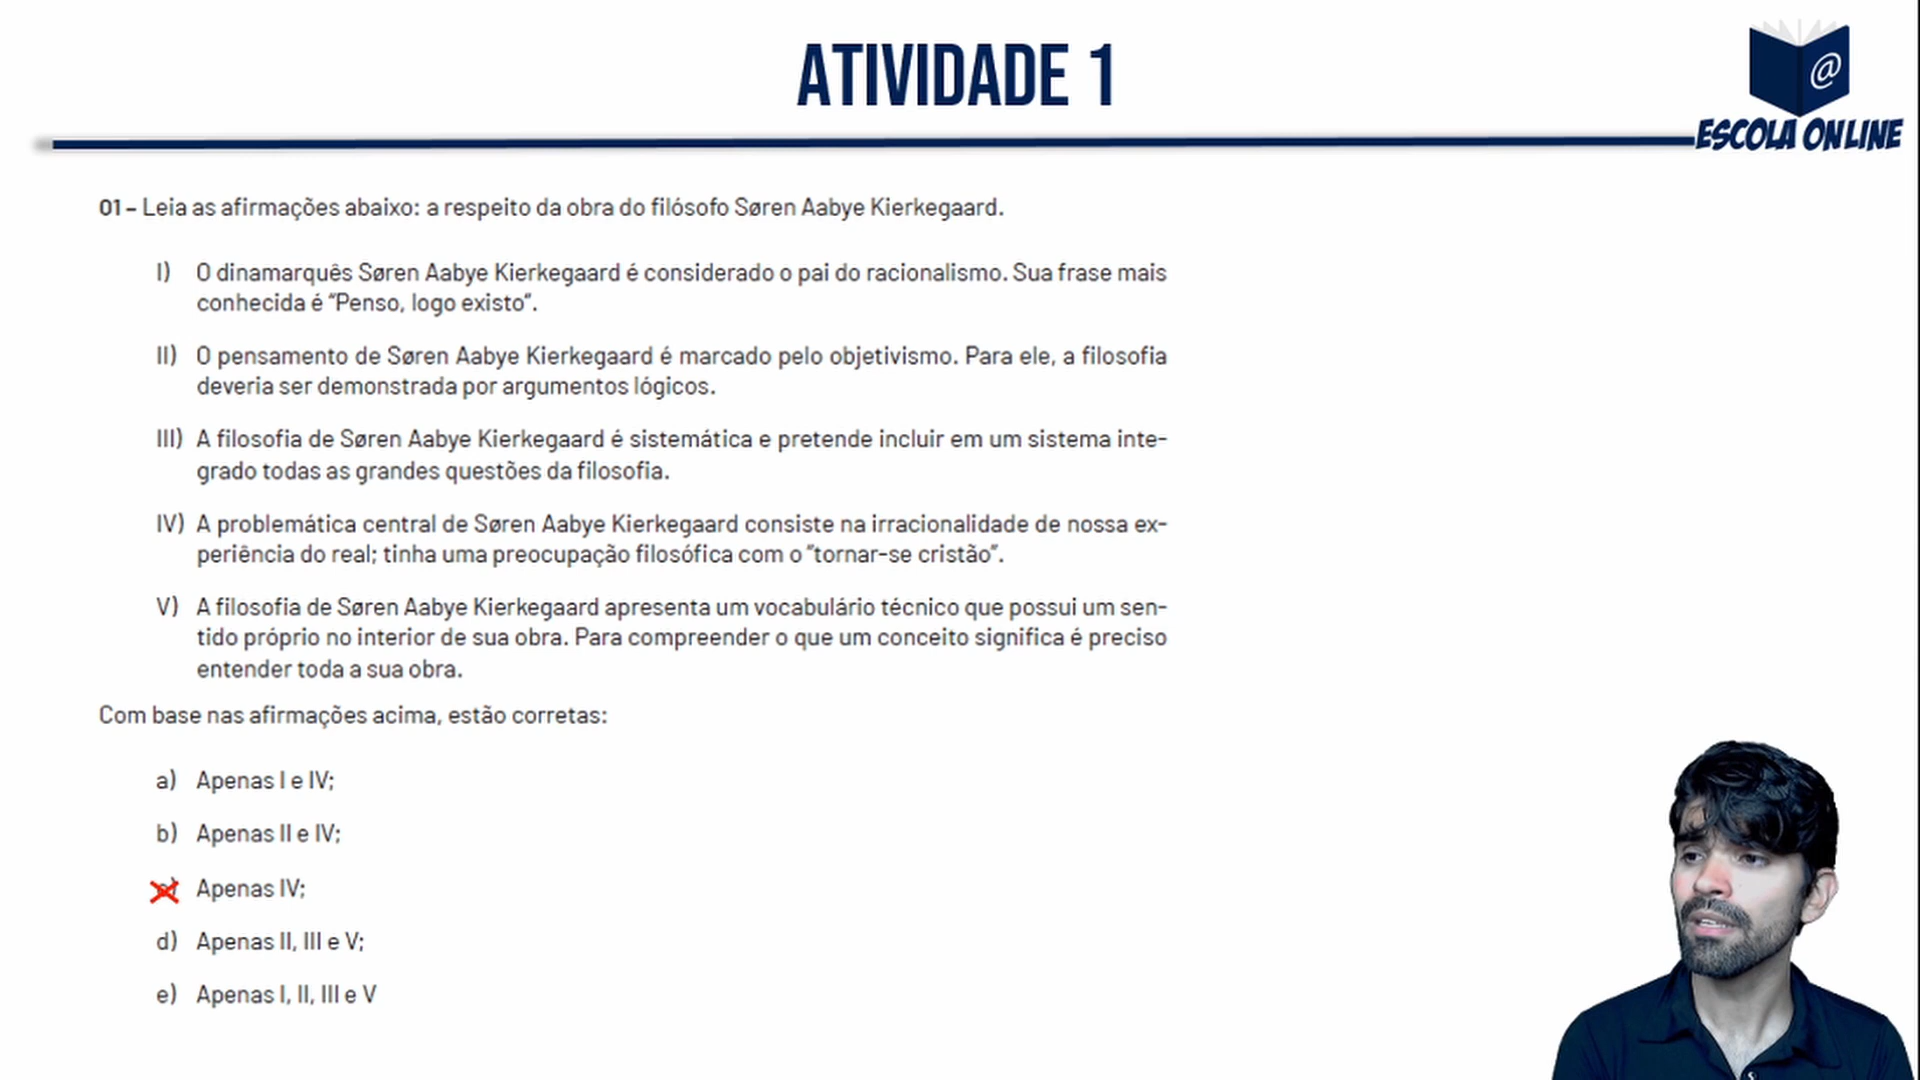 ATIVIDADE 1
@
ESCOLA ONLINE
01 – Leia as afirmações abaixo: a respeito da obra do filósofo Søren Aabye Kierkegaard.
I) O dinamarquês Søren Aabye Kierkegaard é considerado o pai do racionalismo. Sua frase mais
conhecida é “Penso, logo existo”.
II) O pensamento de Søren Aabye Kierkegaard é marcado pelo objetivismo. Para ele, a filosofia
deveria ser demonstrada por argumentos lógicos.
III) A filosofia de Søren Aabye Kierkegaard é sistemática e pretende incluir em um sistema inte-
grado todas as grandes questões da filosofia.
IV) A problemática central de Søren Aabye Kierkegaard consiste na irracionalidade de nossa ex-
periência do real; tinha uma preocupação filosófica com o “tornar-se cristão”.
V) A filosofia de Søren Aabye Kierkegaard apresenta um vocabulário técnico que possui um sen-
tido próprio no interior de sua obra. Para compreender o que um conceito significa é preciso
entender toda a sua obra.
Com base nas afirmações acima, estão corretas:
a) Apenas I e IV;
b) Apenas II e IV;
c) Apenas IV;
d) Apenas II, III e V;
e) Apenas I, II, III e V